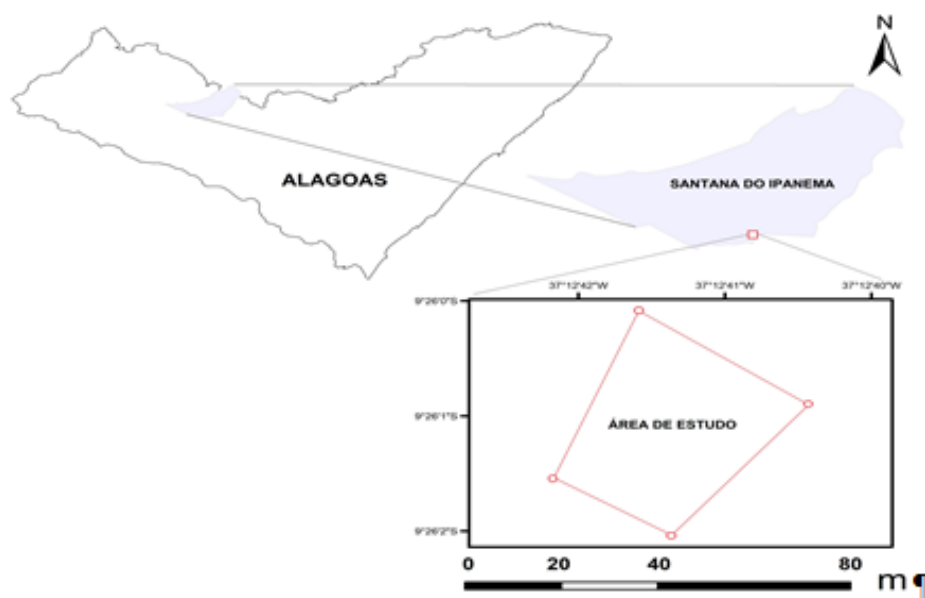 N
ALAGOAS
SANTANA DO IPANEMA
37°12'42"W 37°12'41"W 37°12'40"W
9°26'0"S
9°26'1"S
ÁREA DE ESTUDO
9°26'2"S
0 20 40 80
m¶